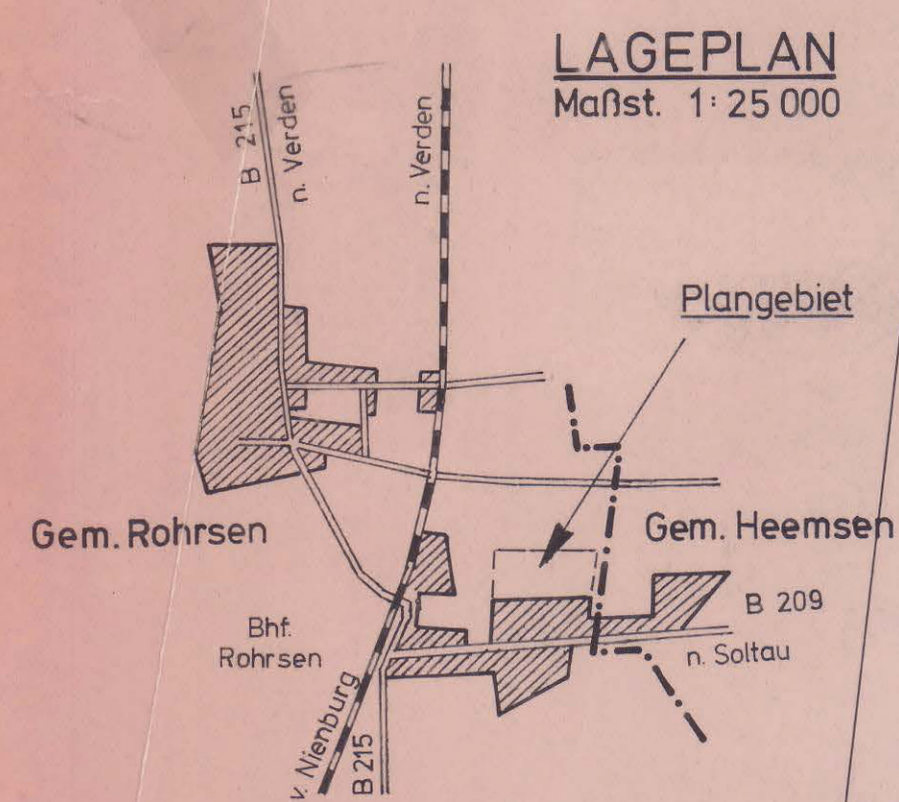 LAGEPLAN
Maßst. 1:25 000
B 215
n. Verden
n. Verden
Plangebiet
Gem. Rohrsen
Gem. Heemsen
B 209
n. Soltau
Bhf.
Rohrsen
v. Nienburg
B 215